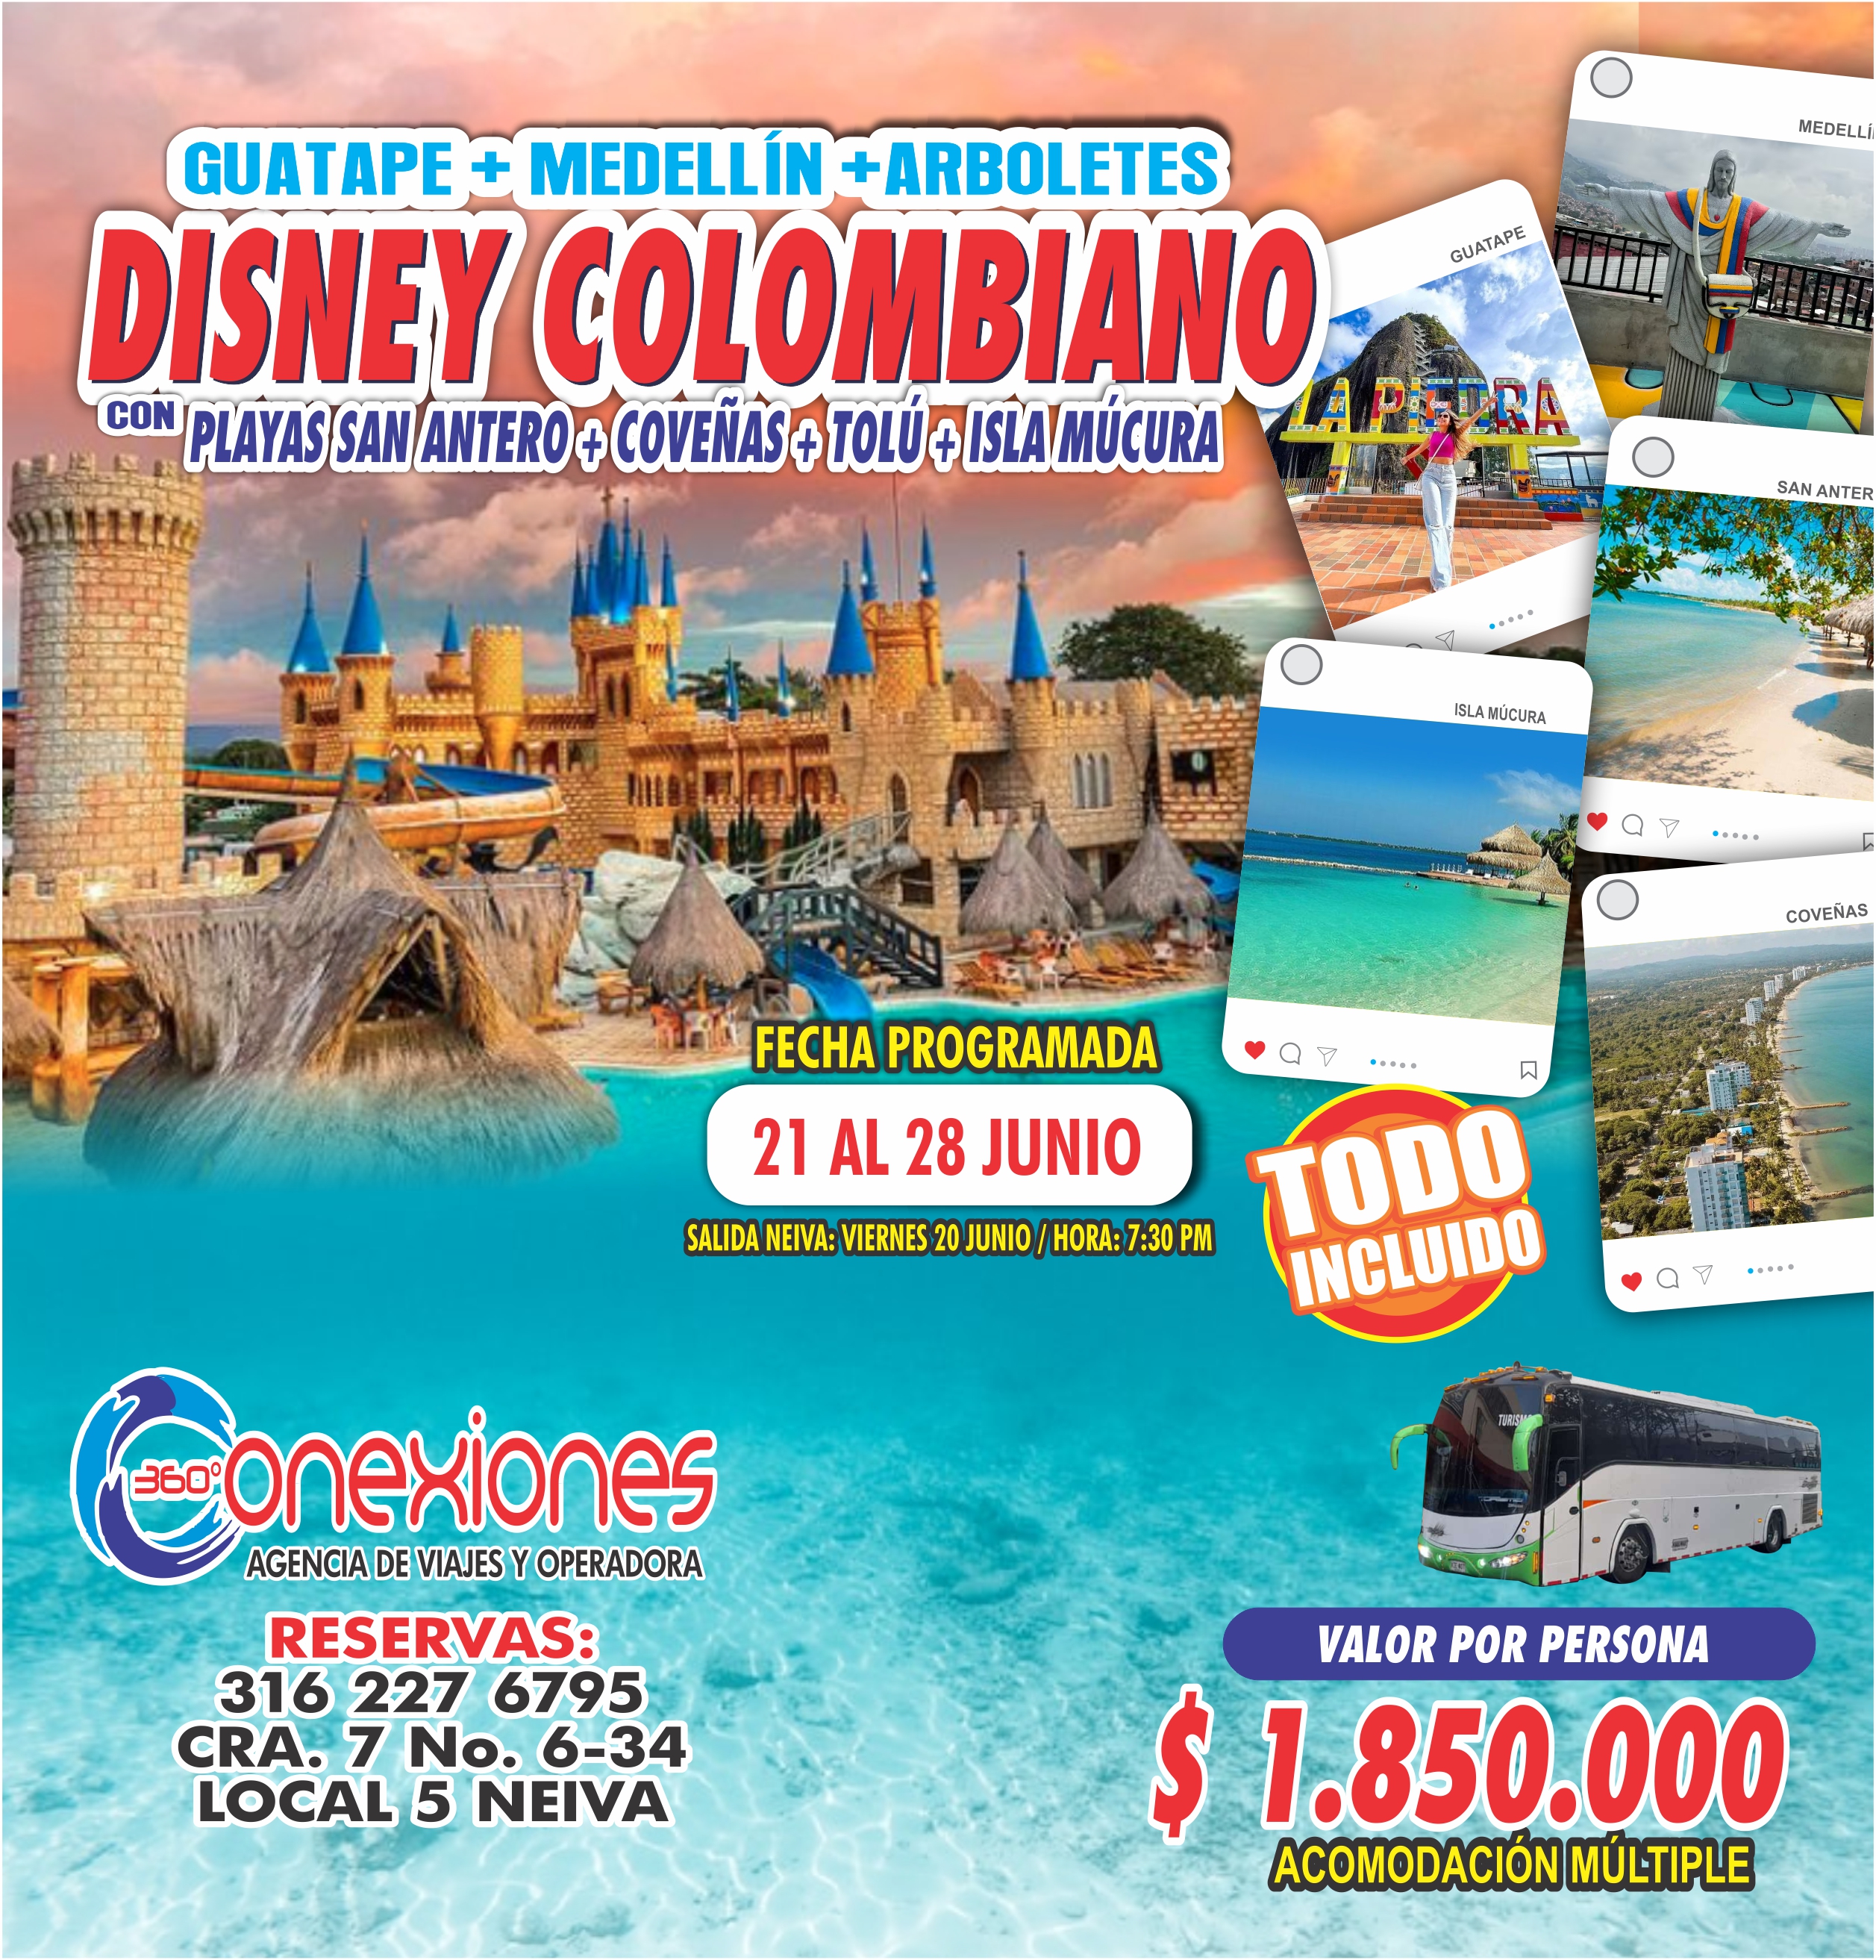 GUATAPE + MEDELLÍN +ARBOLETES
DISNEY COLOMBIANO
CON PLAYAS SAN ANTERO + COVEÑAS + TOLÚ + ISLA MÚCURA
MEDELLÍ
GUATAPE
LA PIEDRA
SAN ANTER
ISLA MÚCURA
COVEÑAS
FECHA PROGRAMADA
21 AL 28 JUNIO
SALIDA NEIVA: VIERNES 20 JUNIO / HORA: 7:30 PM
TODO
INCLUIDO
360° Conexiones
AGENCIA DE VIAJES Y OPERADORA
RESERVAS:
316 227 6795
CRA. 7 No. 6-34
LOCAL 5 NEIVA
TURISMO
VALOR POR PERSONA
$ 1.850.000
ACOMODACIÓN MÚLTIPLE